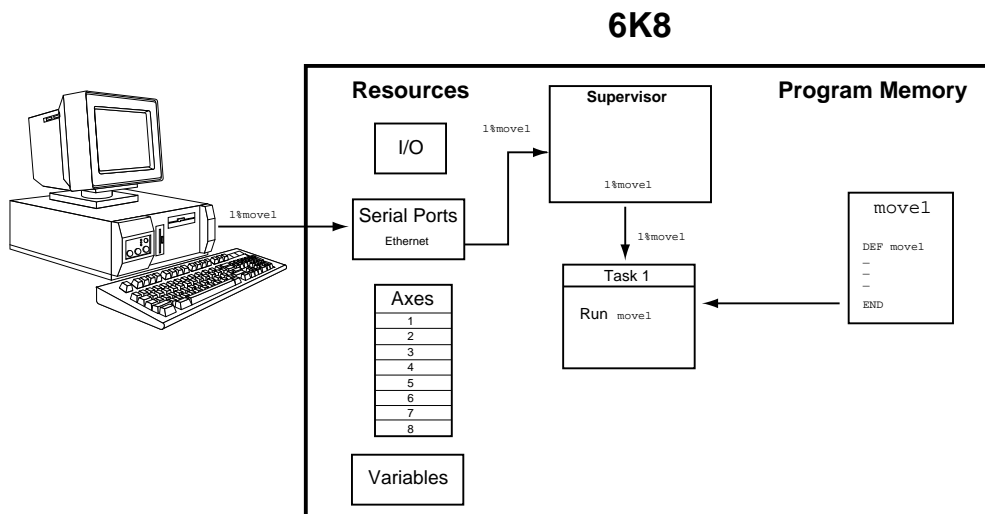 6K8
Resources
Supervisor
Program Memory
1%move1
I/O
1%move1
move1
1%move1
Serial Ports
Ethernet
1%move1
DEF move1
–
–
–
END
Task 1
Run move1
Axes
1
2
3
4
5
6
7
8
Variables